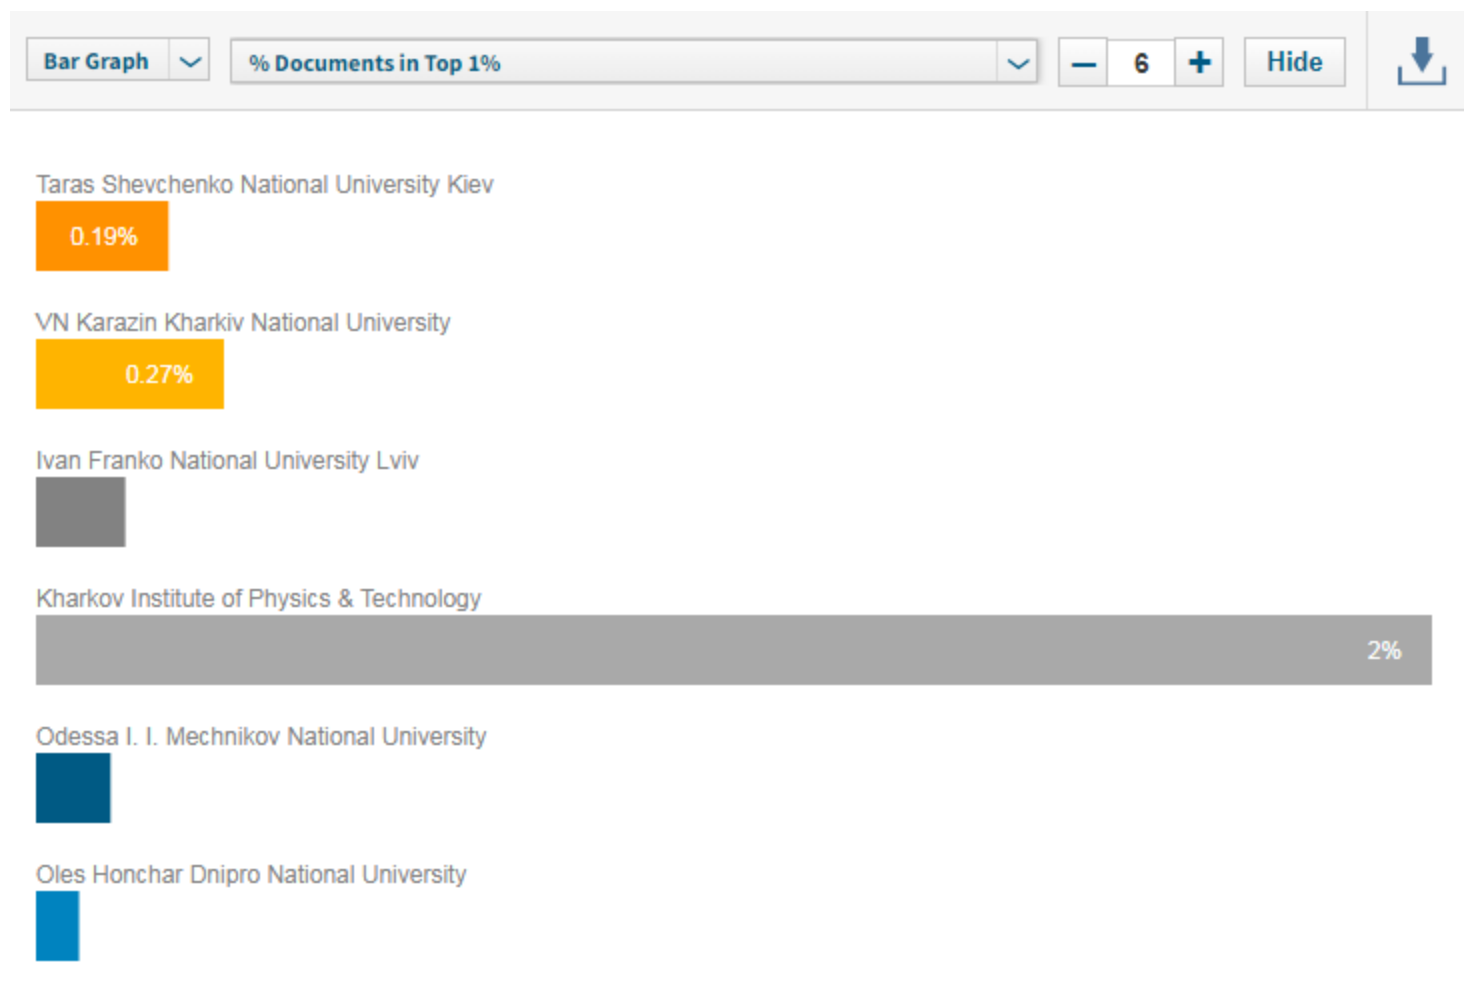 Bar Graph % Documents in Top 1% 6 Hide
Taras Shevchenko National University Kiev
0.19%
VN Karazin Kharkiv National University
0.27%
Ivan Franko National University Lviv
Kharkov Institute of Physics & Technology
2%
Odessa I. I. Mechnikov National University
Oles Honchar Dnipro National University